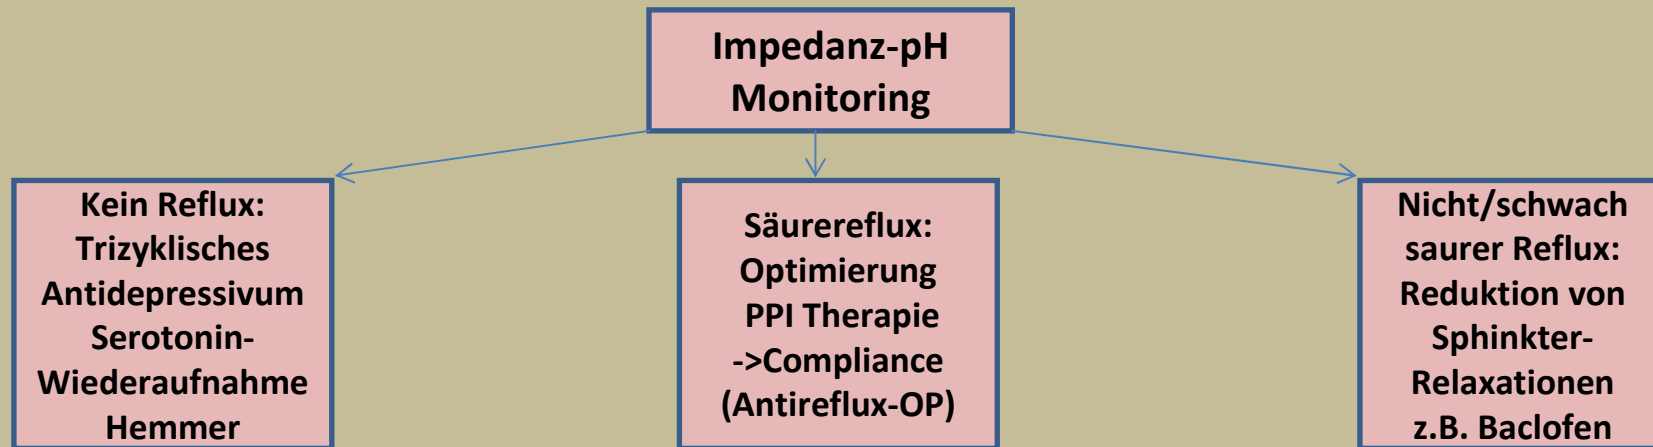 Impedanz-pH
Monitoring
Kein Reflux:
Trizyklisches
Antidepressivum
Serotonin-
Wiederaufnahme
Hemmer
Säurereflux:
Optimierung
PPI Therapie
->Compliance
(Antireflux-OP)
Nicht/schwach
saurer Reflux:
Reduktion von
Sphinkter-
Relaxationen
z.B. Baclofen